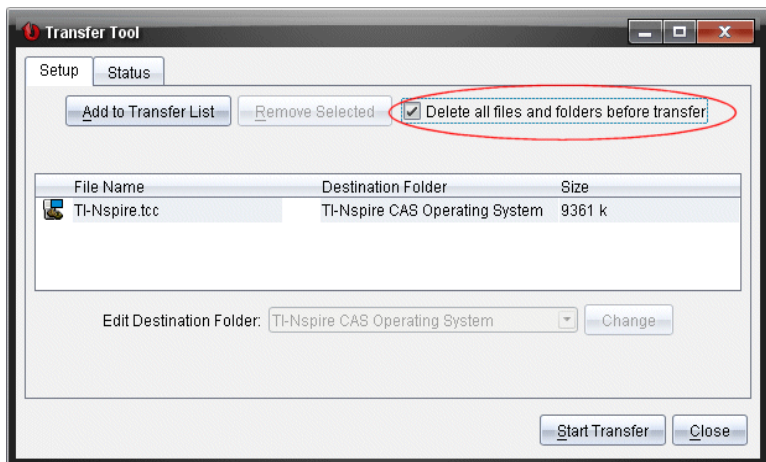 Transfer Tool
Setup Status
Add to Transfer List Remove Selected Delete all files and folders before transfer
File Name Destination Folder Size
TI-Nspire.tcc TI-Nspire CAS Operating System 9361 k
Edit Destination Folder: TI-Nspire CAS Operating System Change
Start Transfer Close